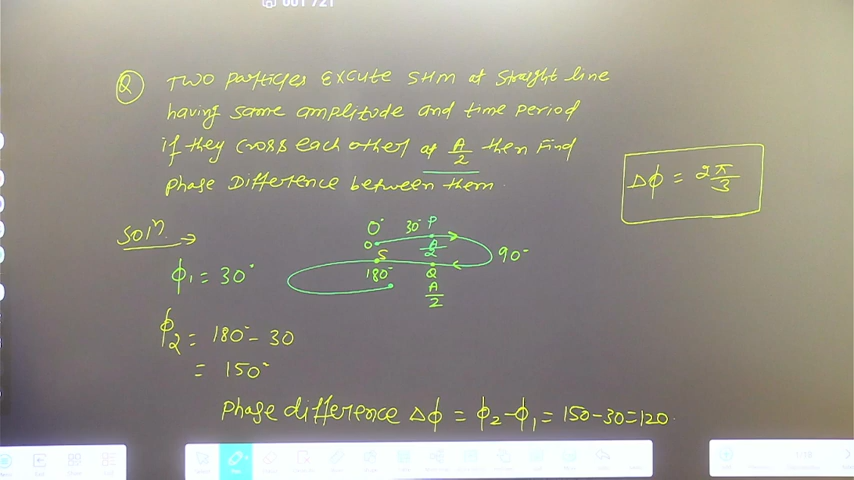 Q Two particles Excute SHM at straight line
having same amplitude and time period
if they cross each other at A/2 then Find
phase Difference between them.
Δϕ = 2π/3
Soln →
0° 30° P
O A/2
S 90°
180° Q
A/2
ϕ1 = 30°
ϕ2 = 180° - 30
= 150°
Phase difference Δϕ = ϕ2 - ϕ1 = 150 - 30 = 120.